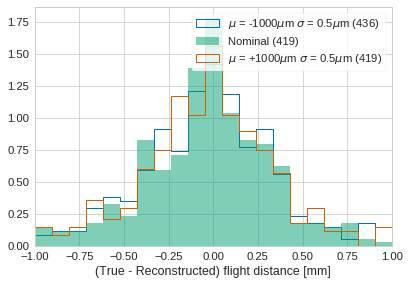 1.75
1.50
1.25
1.00
0.75
0.50
0.25
0.00
μ = -1000μm σ = 0.5μm (436)
Nominal (419)
μ = +1000μm σ = 0.5μm (419)
−1.00 −0.75 −0.50 −0.25 0.00 0.25 0.50 0.75 1.00
(True - Reconstructed) flight distance [mm]